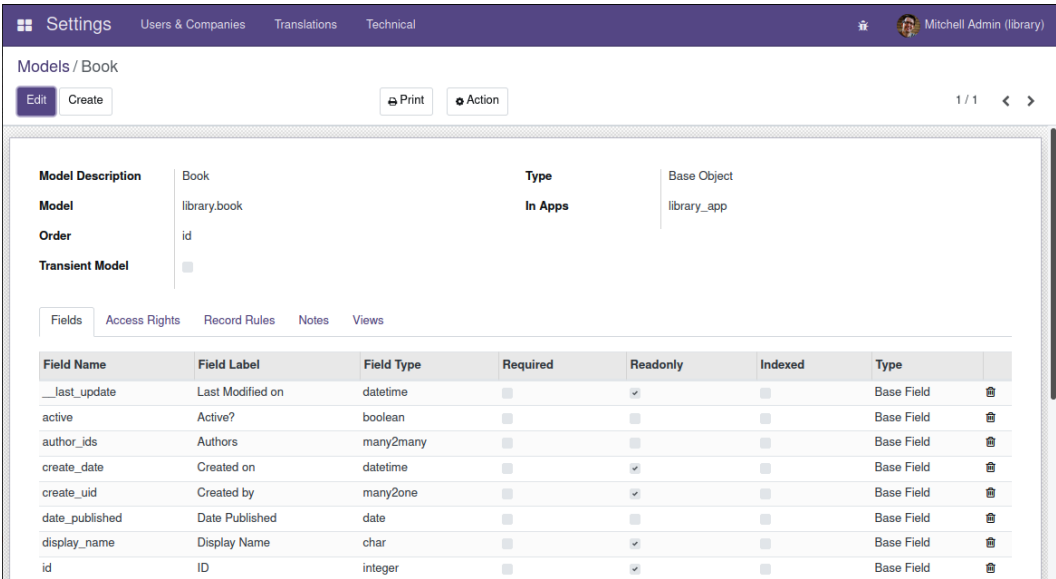 Settings Users & Companies Translations Technical Mitchell Admin (library)
Models / Book
Edit Create Print Action 1 / 1
Model Description Book Type Base Object
Model library.book In Apps library_app
Order id
Transient Model
Fields Access Rights Record Rules Notes Views
Field Name Field Label Field Type Required Readonly Indexed Type
__last_update Last Modified on datetime Base Field
active Active? boolean Base Field
author_ids Authors many2many Base Field
create_date Created on datetime Base Field
create_uid Created by many2one Base Field
date_published Date Published date Base Field
display_name Display Name char Base Field
id ID integer Base Field